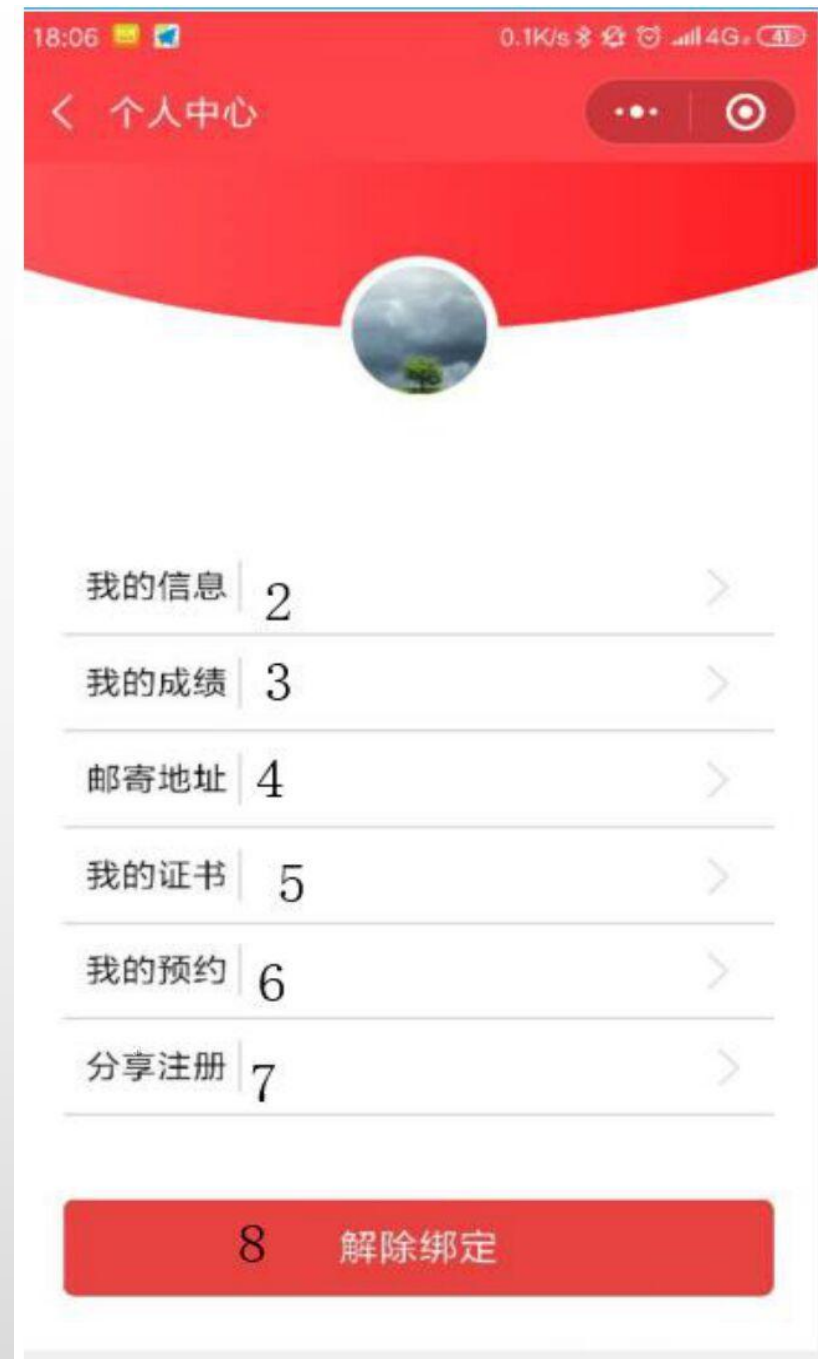 18:06 0.1K/s 4G 41
个人中心
我的信息 2
我的成绩 3
邮寄地址 4
我的证书 5
我的预约 6
分享注册 7
8 解除绑定